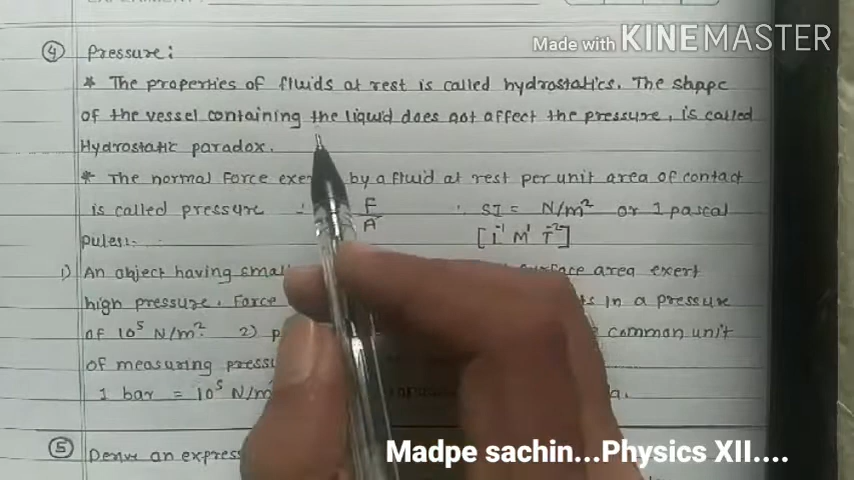 Made with KINEMASTER
④ Pressure:
* The properties of fluids at rest is called hydrostatics. The shape
of the vessel containing the liquid does not affect the pressure, is called
Hydrostatic paradox.
* The normal force exer by a fluid at rest per unit area of contact
is called pressure F/A SI = N/m² or 1 pascal
[L⁻¹ M¹ T⁻²]
1) An object having small surface area exert
high pressure. Force in a pressure
of 10⁵ N/m². 2) common unit
of measuring pressu
1 bar = 10⁵ N/m
⑤ Derive an express
Madpe sachin...Physics XII....